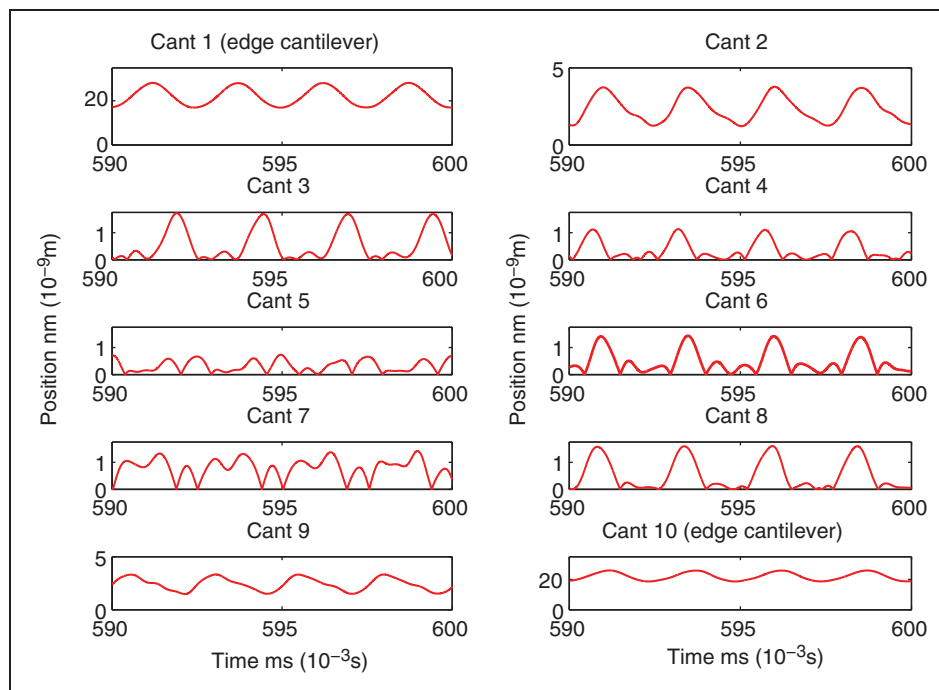 Cant 1 (edge cantilever)
20
0
590 595 600
Cant 2
5
0
590 595 600
Cant 3
1
0
590 595 600
Cant 4
1
0
590 595 600
Cant 5
1
0
590 595 600
Cant 6
1
0
590 595 600
Cant 7
1
0
590 595 600
Cant 8
1
0
590 595 600
Cant 9
5
0
590 595 600
Cant 10 (edge cantilever)
20
0
590 595 600
Position nm (10⁻⁹m)
Position nm (10⁻⁹m)
Time ms (10⁻³s)
Time ms (10⁻³s)